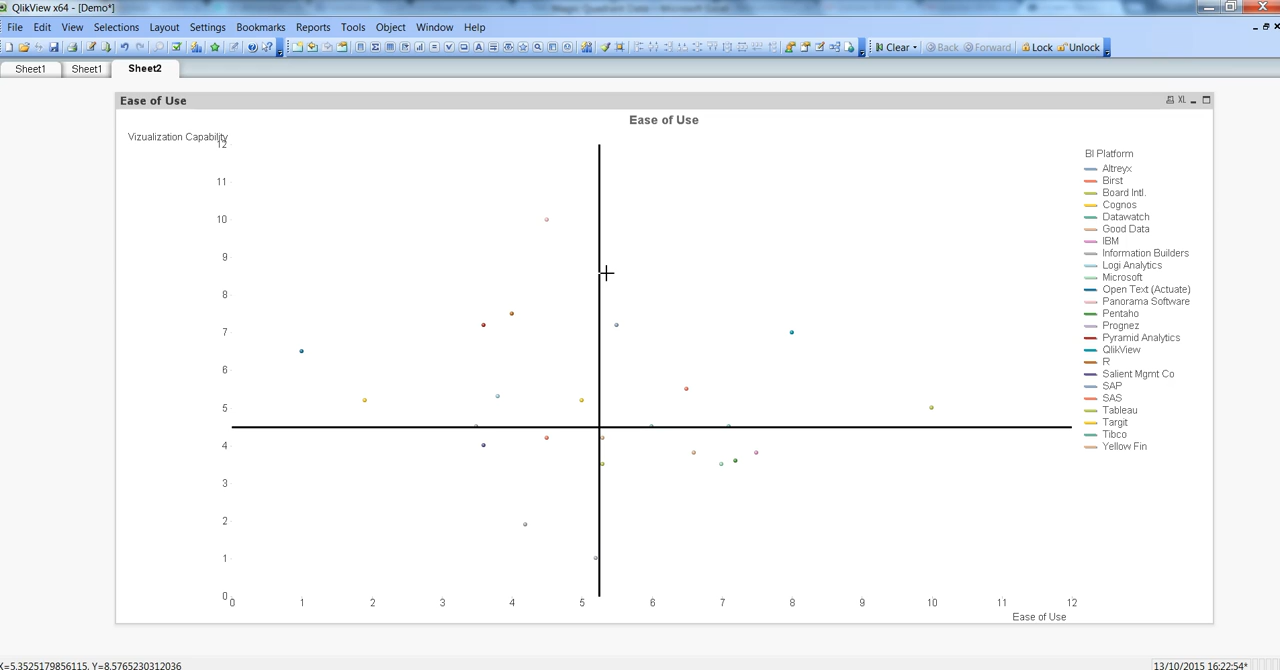 QlikView x64 - [Demo*]
File Edit View Selections Layout Settings Bookmarks Reports Tools Object Window Help
Clear Back Forward Lock Unlock
Sheet1 Sheet1 Sheet2
Ease of Use XL
Ease of Use
Vizualization Capability
12
11
10
9
8
7
6
5
4
3
2
1
0
0 1 2 3 4 5 6 7 8 9 10 11 12
Ease of Use
BI Platform
Altreyx
Birst
Board Intl.
Cognos
Datawatch
Good Data
IBM
Information Builders
Logi Analytics
Microsoft
Open Text (Actuate)
Panorama Software
Pentaho
Prognez
Pyramid Analytics
QlikView
R
Salient Mgmt Co
SAP
SAS
Tableau
Targit
Tibco
Yellow Fin
X=5.3525179856115, Y=8.5765230312036 13/10/2015 16:22:54*